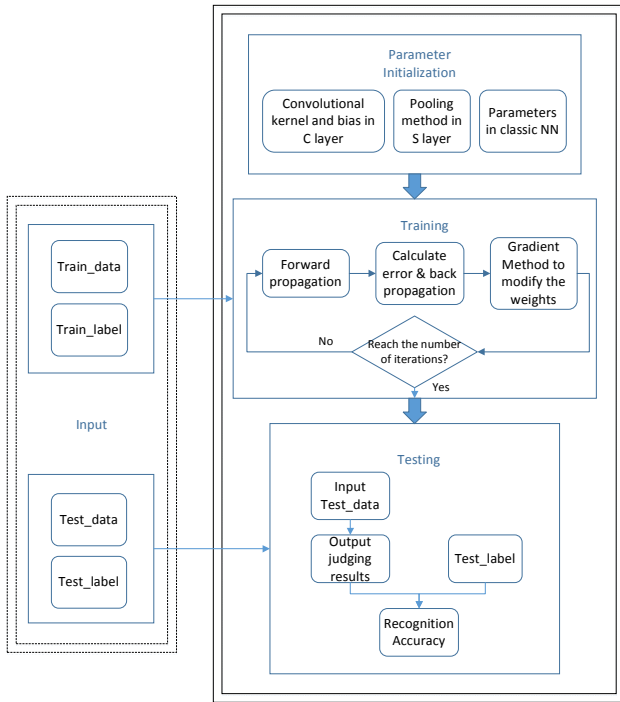 Parameter
Initialization
Convolutional
kernel and bias in
C layer
Pooling
method in
S layer
Parameters
in classic NN
Training
Forward
propagation
Calculate
error & back
propagation
Gradient
Method to
modify the
weights
No
Reach the number
of iterations?
Yes
Train_data
Train_label
Input
Test_data
Test_label
Testing
Input
Test_data
Output
judging
results
Test_label
Recognition
Accuracy